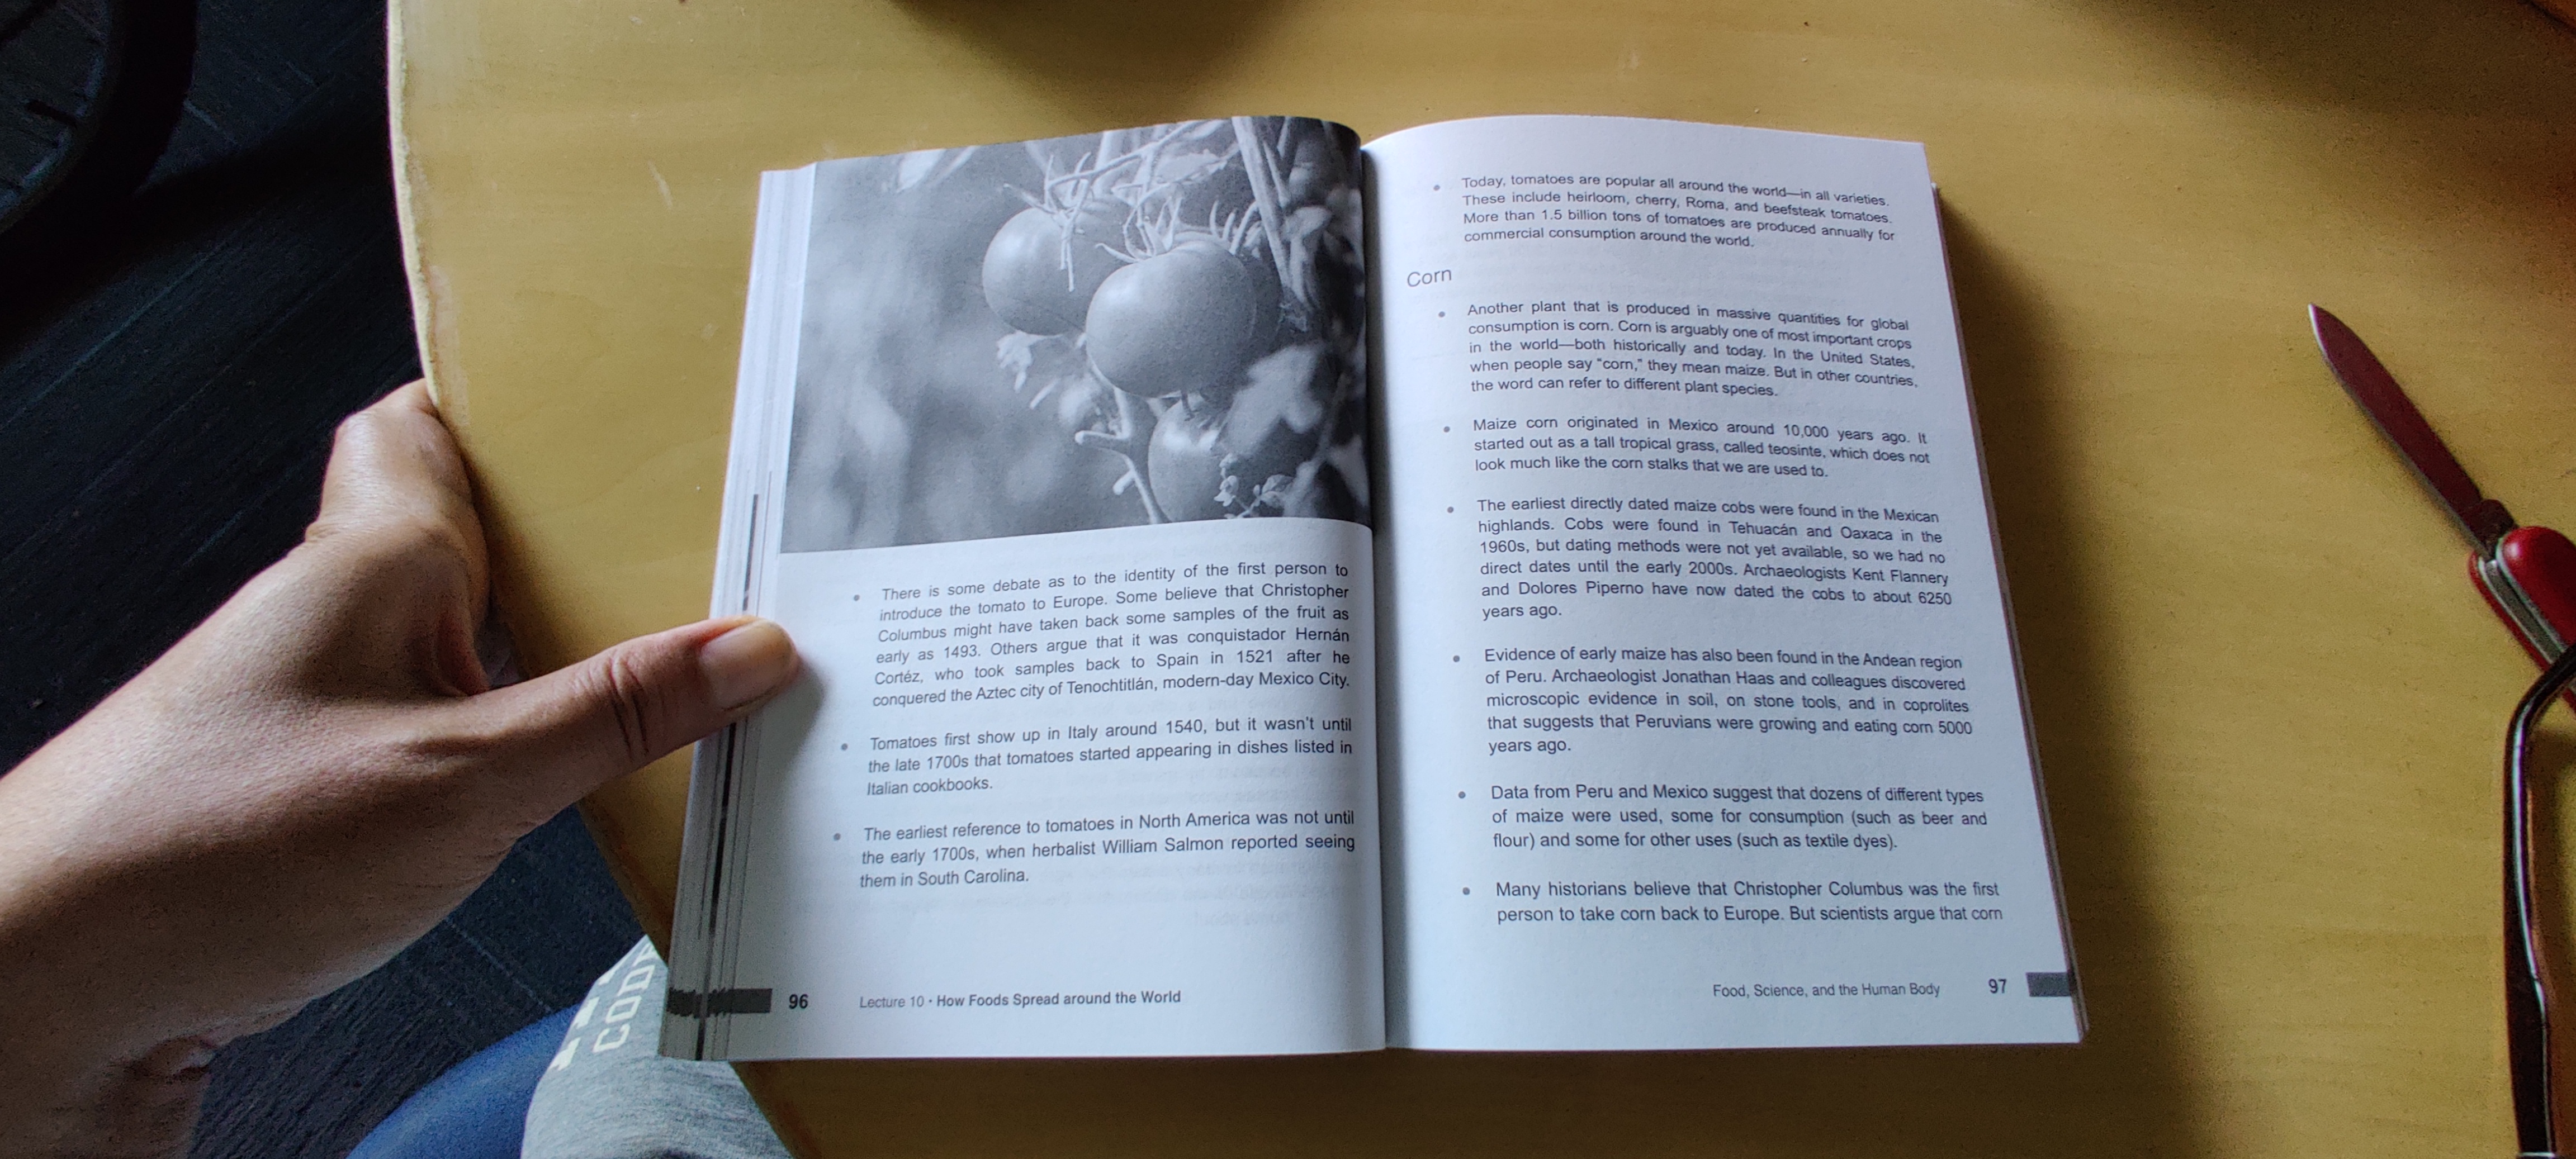 There is some debate as to the identity of the first person to
introduce the tomato to Europe. Some believe that Christopher
Columbus might have taken back some samples of the fruit as
early as 1493. Others argue that it was conquistador Hernán
Cortéz, who took samples back to Spain in 1521 after he
conquered the Aztec city of Tenochtitlán, modern-day Mexico City.
Tomatoes first show up in Italy around 1540, but it wasn't until
the late 1700s that tomatoes started appearing in dishes listed in
Italian cookbooks.
The earliest reference to tomatoes in North America was not until
the early 1700s, when herbalist William Salmon reported seeing
them in South Carolina.
96 Lecture 10 • How Foods Spread around the World
Today, tomatoes are popular all around the world—in all varieties.
These include heirloom, cherry, Roma, and beefsteak tomatoes.
More than 1.5 billion tons of tomatoes are produced annually for
commercial consumption around the world.
Corn
Another plant that is produced in massive quantities for global
consumption is corn. Corn is arguably one of most important crops
in the world—both historically and today. In the United States,
when people say "corn," they mean maize. But in other countries,
the word can refer to different plant species.
Maize corn originated in Mexico around 10,000 years ago. It
started out as a tall tropical grass, called teosinte, which does not
look much like the corn stalks that we are used to.
The earliest directly dated maize cobs were found in the Mexican
highlands. Cobs were found in Tehuacán and Oaxaca in the
1960s, but dating methods were not yet available, so we had no
direct dates until the early 2000s. Archaeologists Kent Flannery
and Dolores Piperno have now dated the cobs to about 6250
years ago.
Evidence of early maize has also been found in the Andean region
of Peru. Archaeologist Jonathan Haas and colleagues discovered
microscopic evidence in soil, on stone tools, and in coprolites
that suggests that Peruvians were growing and eating corn 5000
years ago.
Data from Peru and Mexico suggest that dozens of different types
of maize were used, some for consumption (such as beer and
flour) and some for other uses (such as textile dyes).
Many historians believe that Christopher Columbus was the first
person to take corn back to Europe. But scientists argue that corn
Food, Science, and the Human Body 97